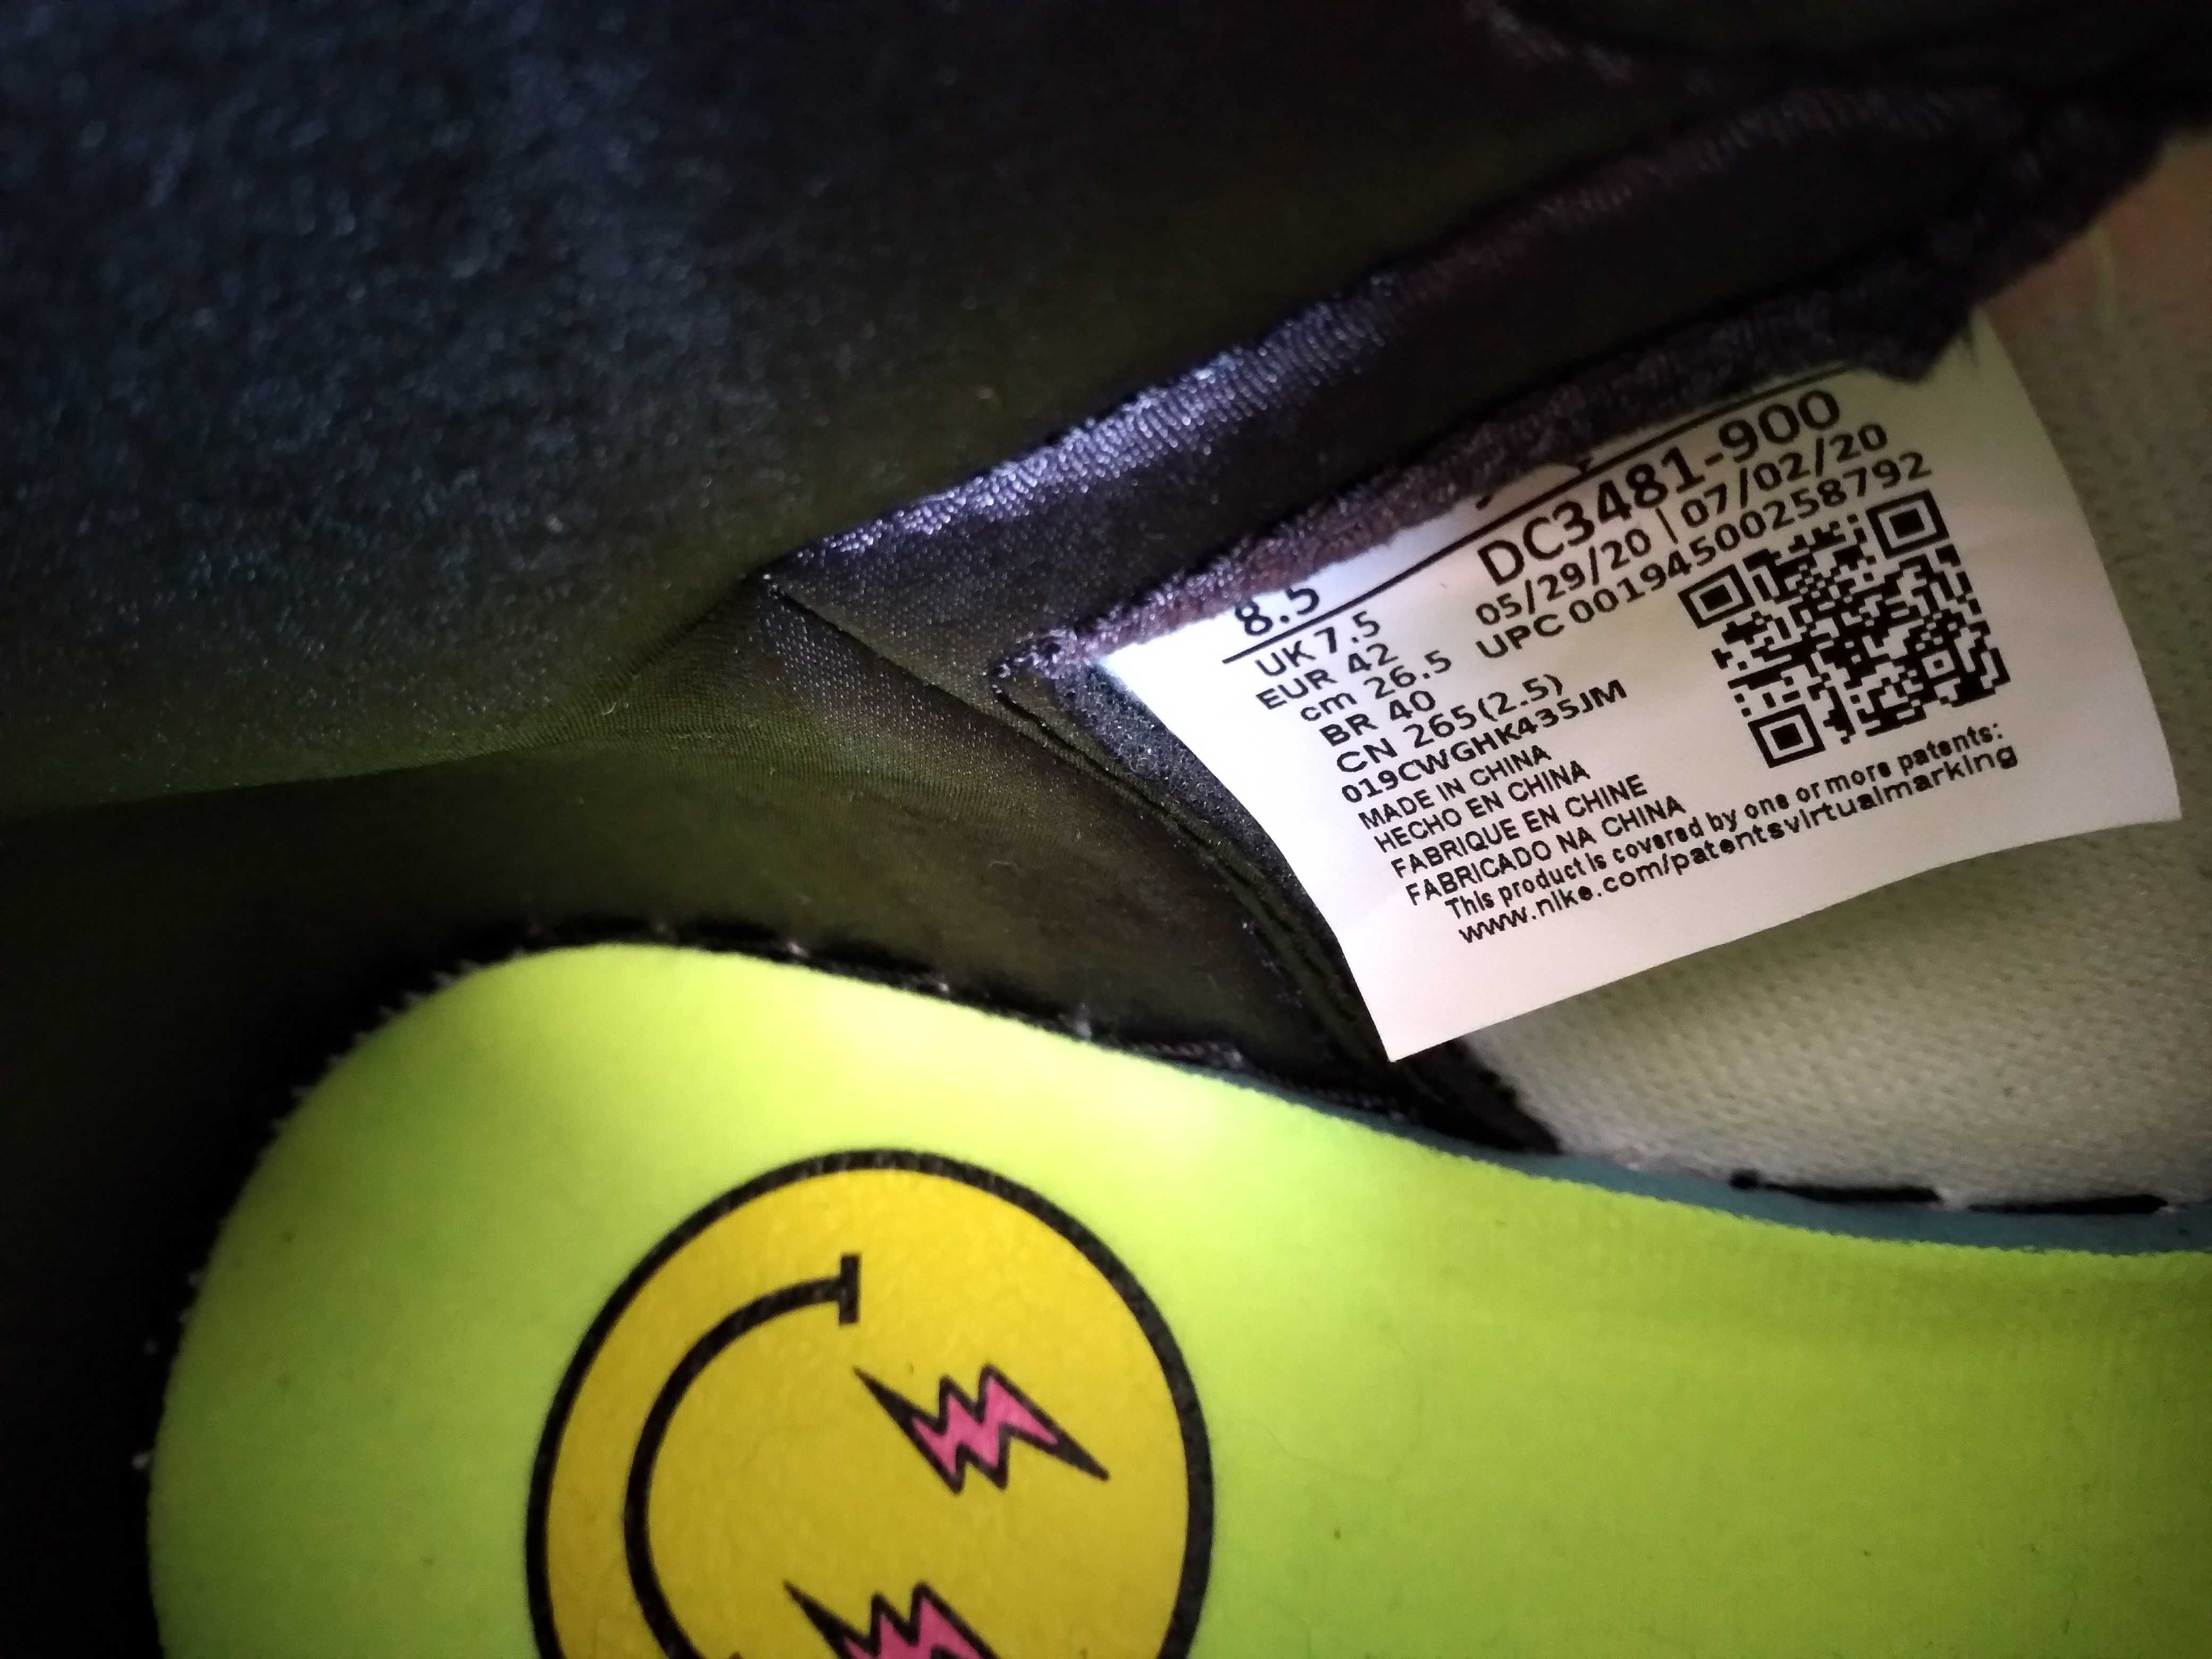 8.5
DC3481-900
UK 7.5
05/29/20 | 07/02/20
EUR 42
UPC 00194500258792
cm 26.5
BR 40
CN 265(2.5)
019CWGHK435JM
MADE IN CHINA
HECHO EN CHINA
FABRIQUE EN CHINE
FABRICADO NA CHINA
This product is covered by one or more patents:
www.nike.com/patentsvirtualmarking